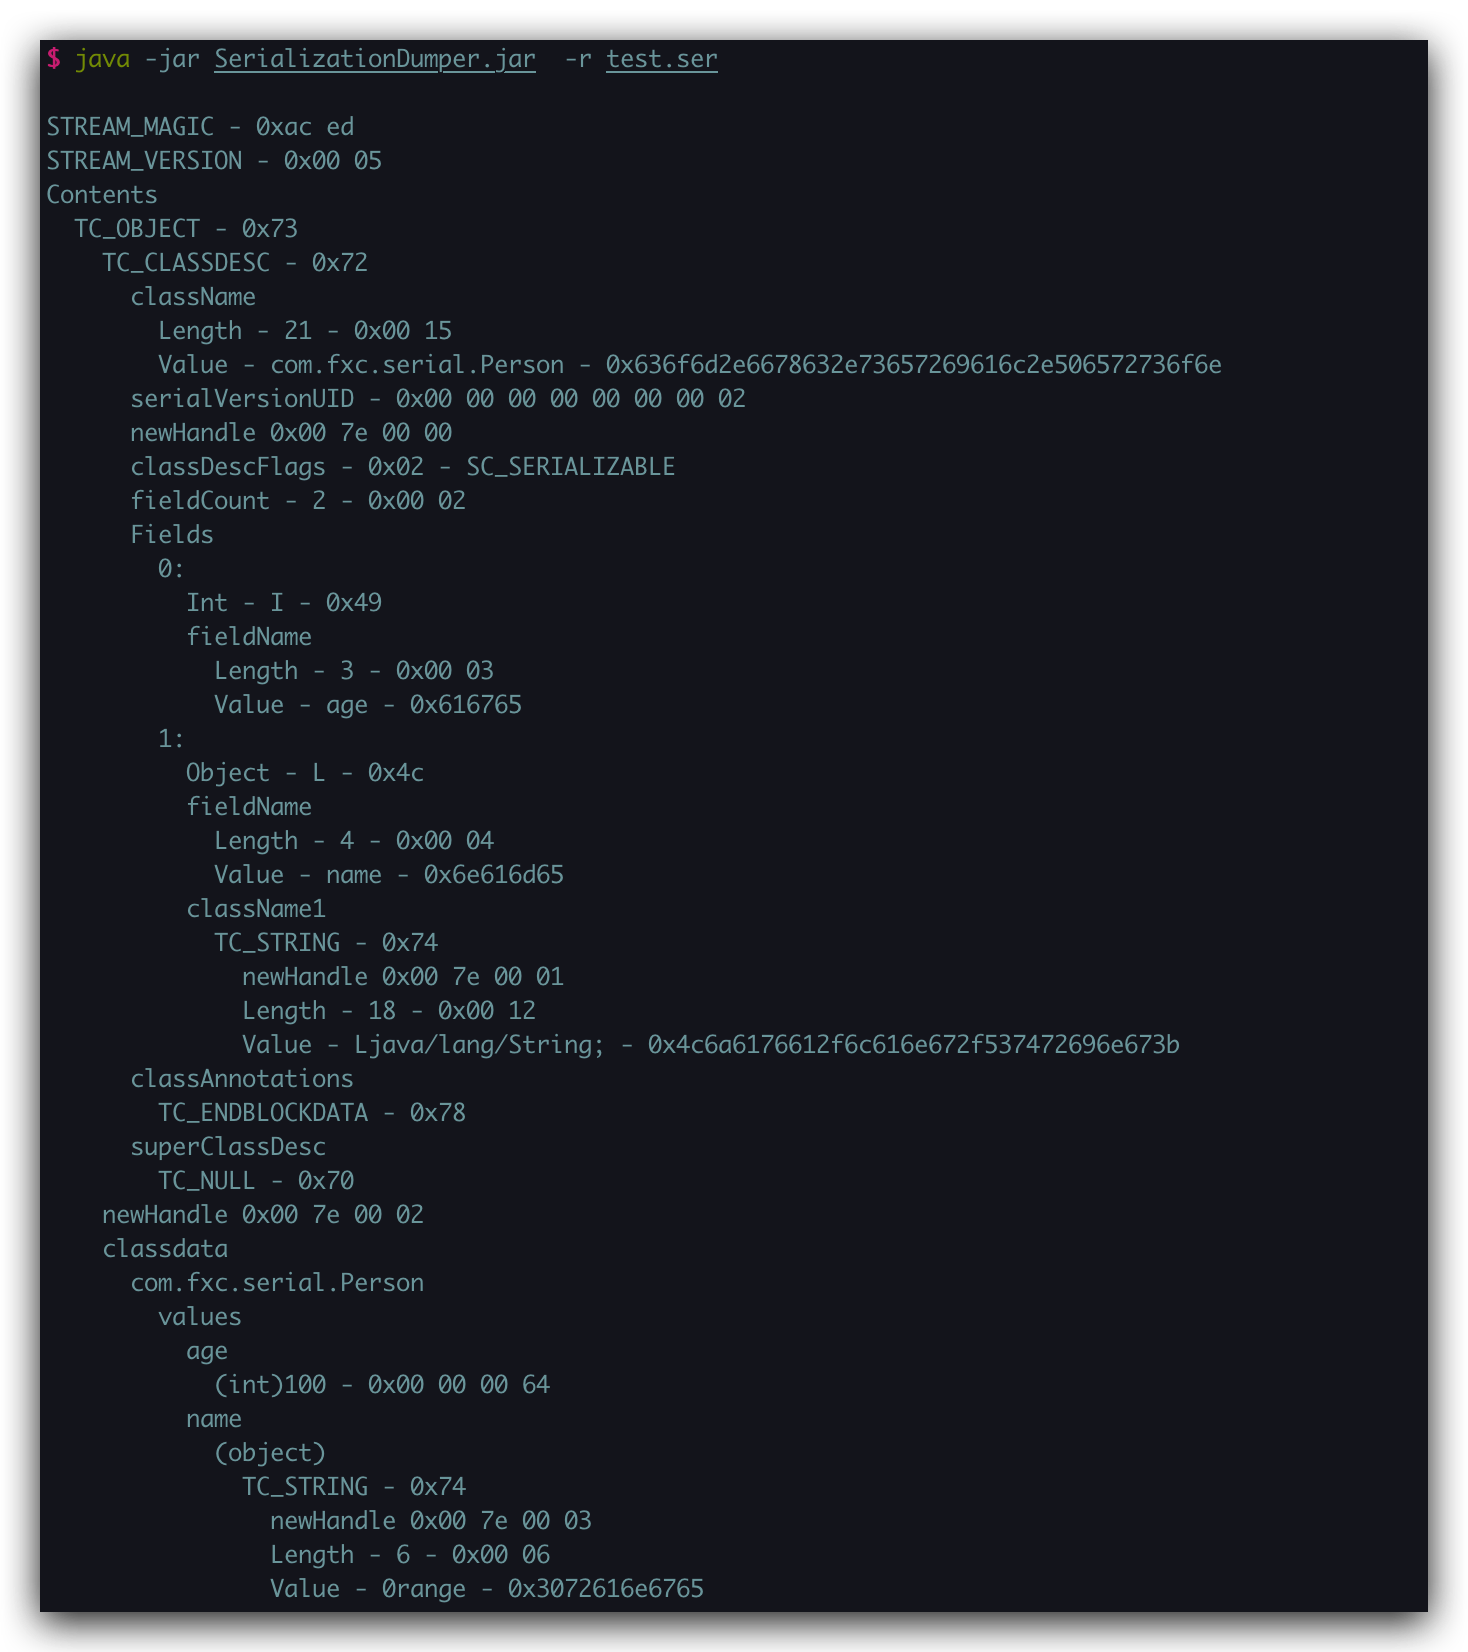 $ java -jar SerializationDumper.jar  -r test.ser

STREAM_MAGIC - 0xac ed
STREAM_VERSION - 0x00 05
Contents
  TC_OBJECT - 0x73
    TC_CLASSDESC - 0x72
      className
        Length - 21 - 0x00 15
        Value - com.fxc.serial.Person - 0x636f6d2e6678632e73657269616c2e506572736f6e
      serialVersionUID - 0x00 00 00 00 00 00 00 02
      newHandle 0x00 7e 00 00
      classDescFlags - 0x02 - SC_SERIALIZABLE
      fieldCount - 2 - 0x00 02
      Fields
        0:
          Int - I - 0x49
          fieldName
            Length - 3 - 0x00 03
            Value - age - 0x616765
        1:
          Object - L - 0x4c
          fieldName
            Length - 4 - 0x00 04
            Value - name - 0x6e616d65
          className1
            TC_STRING - 0x74
              newHandle 0x00 7e 00 01
              Length - 18 - 0x00 12
              Value - Ljava/lang/String; - 0x4c6a6176612f6c616e672f537472696e673b
      classAnnotations
        TC_ENDBLOCKDATA - 0x78
      superClassDesc
        TC_NULL - 0x70
    newHandle 0x00 7e 00 02
    classdata
      com.fxc.serial.Person
        values
          age
            (int)100 - 0x00 00 00 64
          name
            (object)
              TC_STRING - 0x74
                newHandle 0x00 7e 00 03
                Length - 6 - 0x00 06
                Value - 0range - 0x3072616e6765